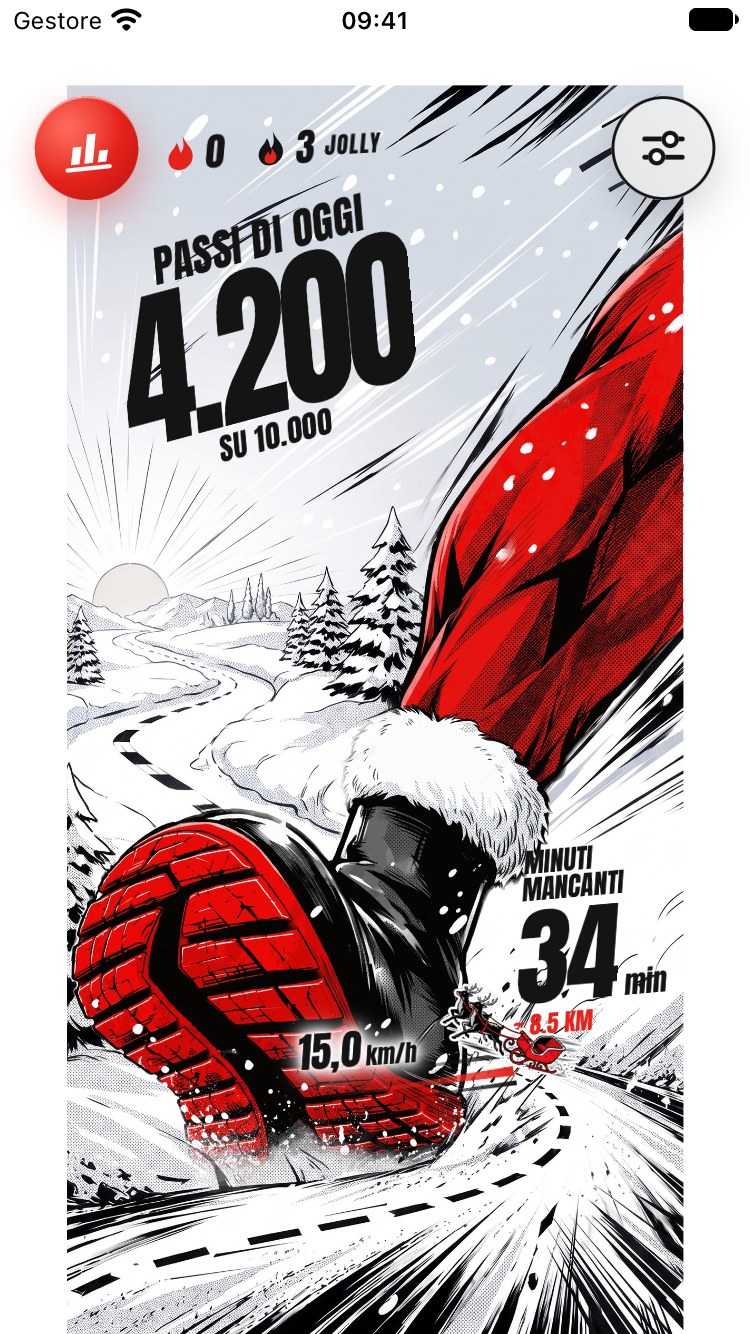 Gestore 09:41
0 3 JOLLY
PASSI DI OGGI
4.200
SU 10.000
MINUTI
MANCANTI
34 min
8.5 KM
15,0 km/h